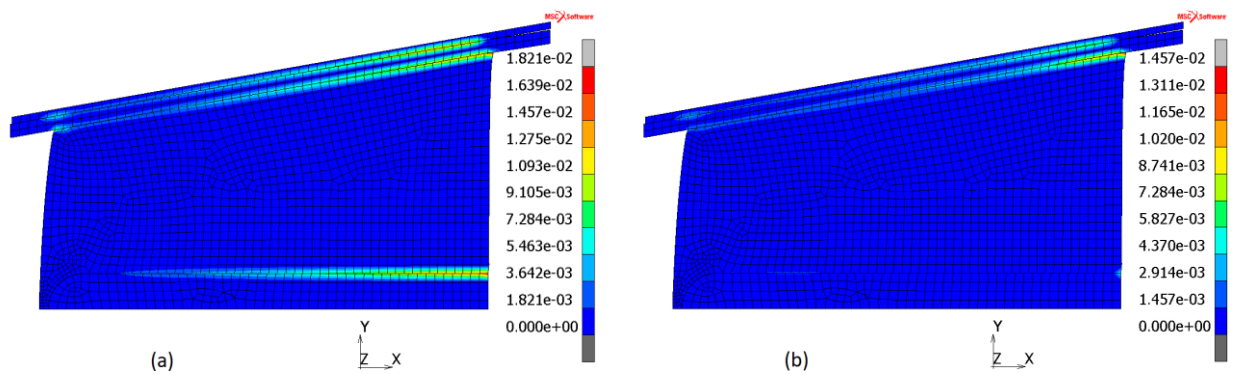 MSC Software
1.821e-02
1.639e-02
1.457e-02
1.275e-02
1.093e-02
9.105e-03
7.284e-03
5.463e-03
3.642e-03
1.821e-03
0.000e+00
Y
Z X
(a)
MSC Software
1.457e-02
1.311e-02
1.165e-02
1.020e-02
8.741e-03
7.284e-03
5.827e-03
4.370e-03
2.914e-03
1.457e-03
0.000e+00
Y
Z X
(b)